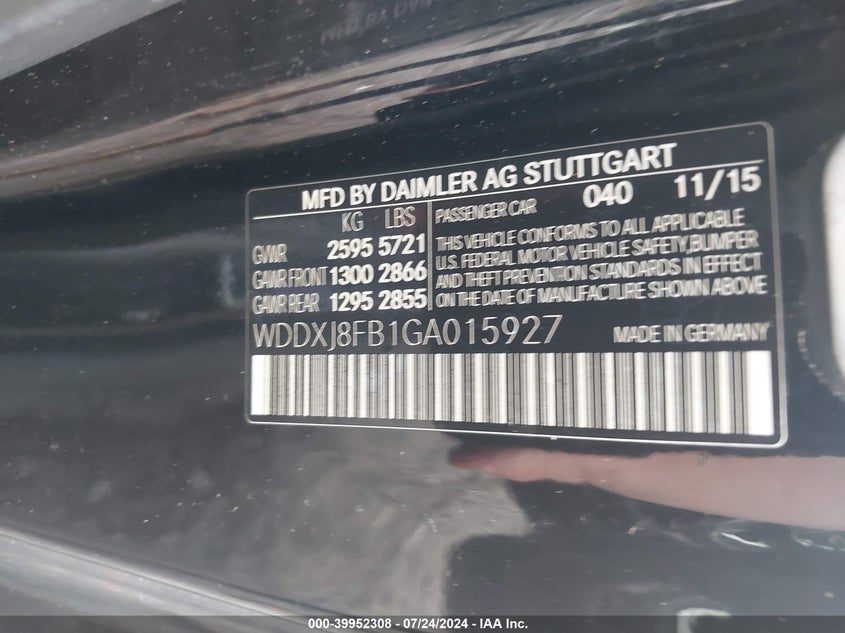 MFD BY DAIMLER AG STUTTGART
KG LBS
GVWR 2595 5721
GAWR FRONT 1300 2866
GAWR REAR 1295 2855
PASSENGER CAR 040 11/15
THIS VEHICLE CONFORMS TO ALL APPLICABLE
U.S. FEDERAL MOTOR VEHICLE SAFETY, BUMPER
AND THEFT PREVENTION STANDARDS IN EFFECT
ON THE DATE OF MANUFACTURE SHOWN ABOVE
WDDXJ8FB1GA015927 MADE IN GERMANY
000-39952308 - 07/24/2024 - IAA Inc.